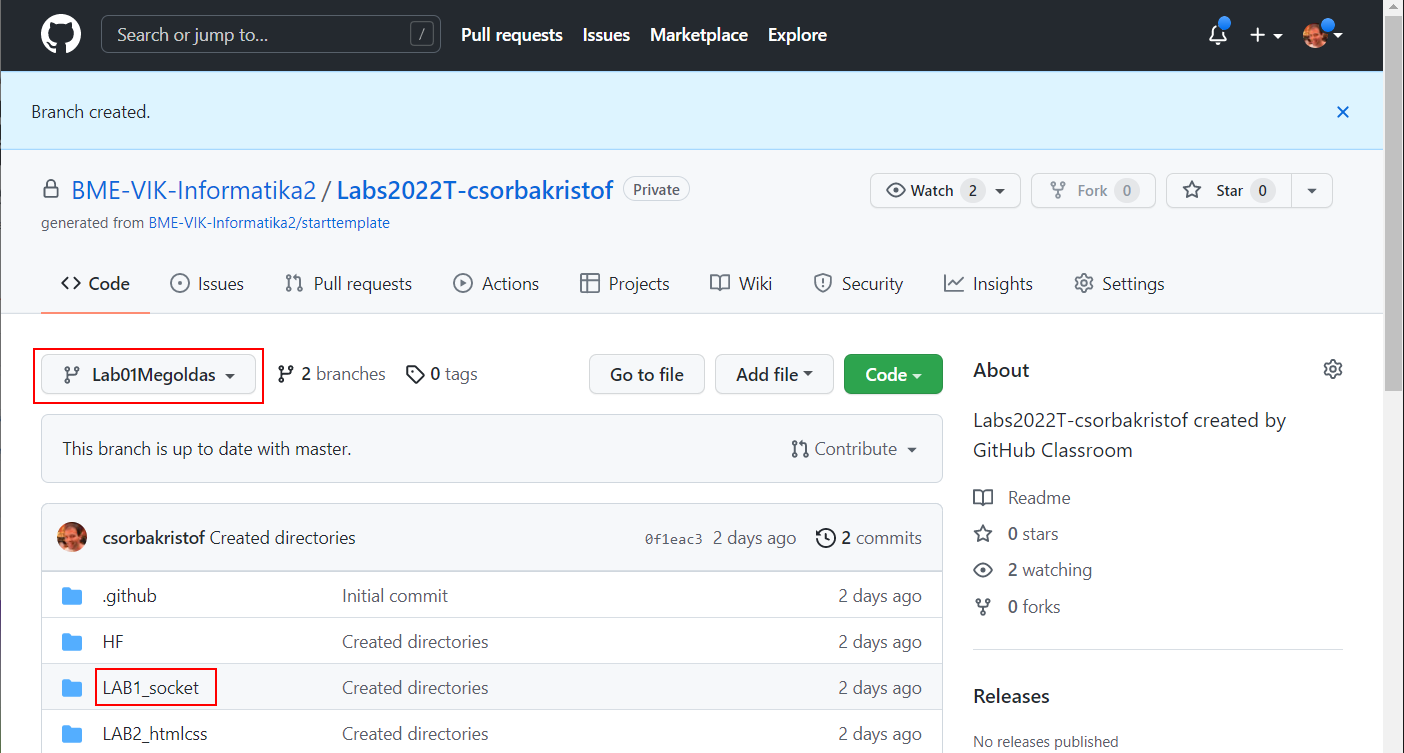 Search or jump to... / Pull requests Issues Marketplace Explore
Branch created.
BME-VIK-Informatika2 / Labs2022T-csorbakristof Private Watch 2 Fork 0 Star 0
generated from BME-VIK-Informatika2/starttemplate
Code Issues Pull requests Actions Projects Wiki Security Insights Settings
Lab01Megoldas 2 branches 0 tags Go to file Add file Code
This branch is up to date with master. Contribute
csorbakristof Created directories 0f1eac3 2 days ago 2 commits
.github Initial commit 2 days ago
HF Created directories 2 days ago
LAB1_socket Created directories 2 days ago
LAB2_htmlcss Created directories 2 days ago
About
Labs2022T-csorbakristof created by
GitHub Classroom
Readme
0 stars
2 watching
0 forks
Releases
No releases published